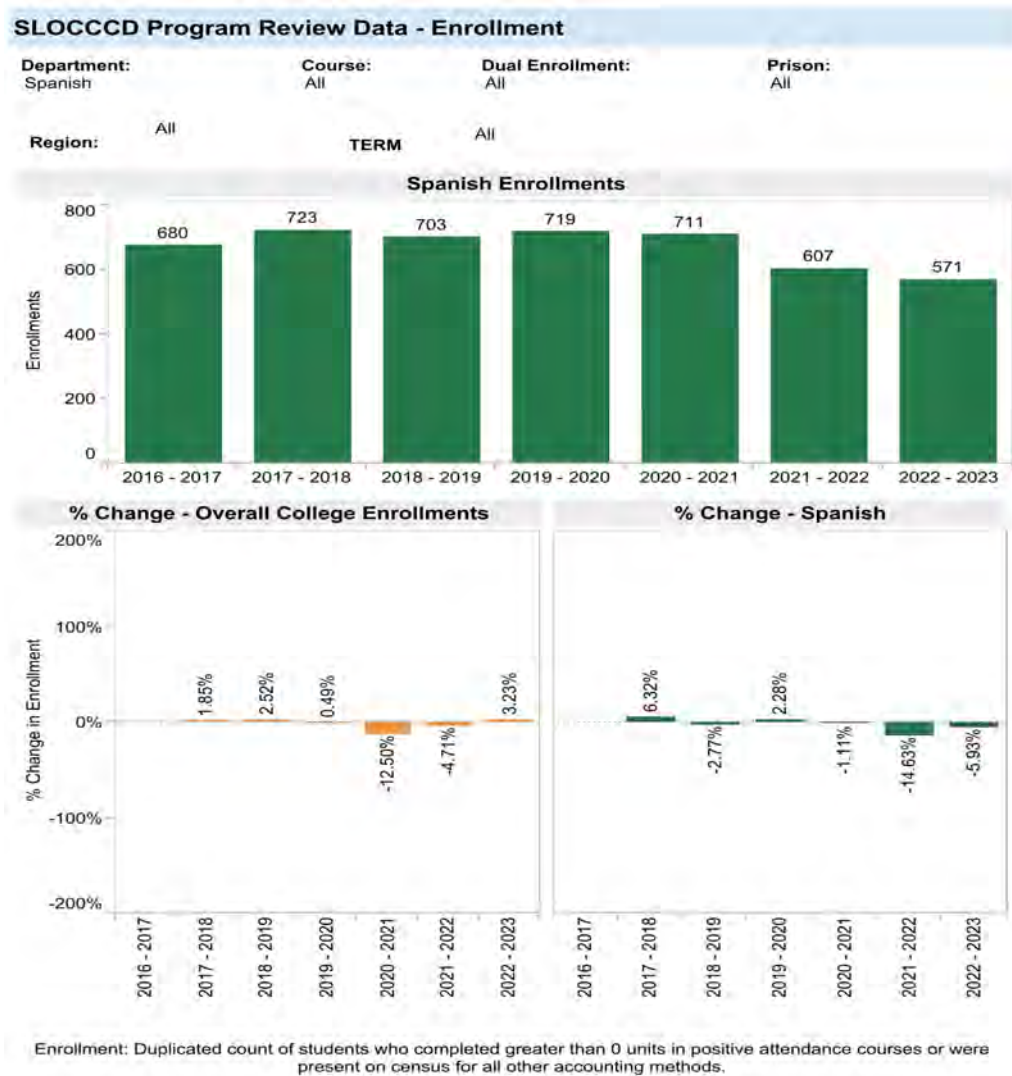 SLOCCCD Program Review Data - Enrollment
Department: Course: Dual Enrollment: Prison:
Spanish All All All
All All
Region: TERM
Spanish Enrollments
800
600
400
200
0
Enrollments
680 723 703 719 711 607 571
2016 - 2017 2017 - 2018 2018 - 2019 2019 - 2020 2020 - 2021 2021 - 2022 2022 - 2023
% Change - Overall College Enrollments % Change - Spanish
200%
100%
0%
-100%
-200%
% Change in Enrollment
1.85% 2.52% 0.49% -12.50% -4.71% 3.23%
6.32% -2.77% 2.28% -1.11% -14.63% -5.93%
2016 - 2017 2017 - 2018 2018 - 2019 2019 - 2020 2020 - 2021 2021 - 2022 2022 - 2023
2016 - 2017 2017 - 2018 2018 - 2019 2019 - 2020 2020 - 2021 2021 - 2022 2022 - 2023
Enrollment: Duplicated count of students who completed greater than 0 units in positive attendance courses or were
present on census for all other accounting methods.